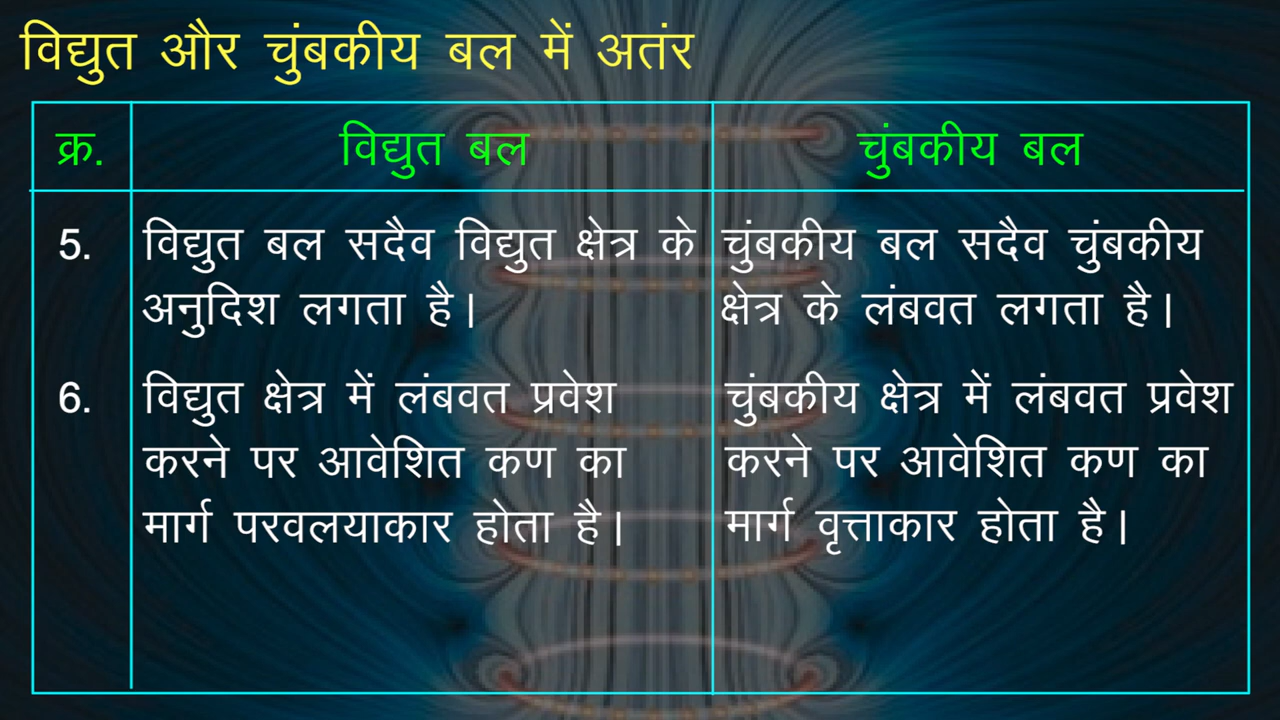 विद्युत और चुंबकीय बल में अतंर
क्र. विद्युत बल चुंबकीय बल
5. विद्युत बल सदैव विद्युत क्षेत्र के चुंबकीय बल सदैव चुंबकीय
अनुदिश लगता है। क्षेत्र के लंबवत लगता है।
6. विद्युत क्षेत्र में लंबवत प्रवेश चुंबकीय क्षेत्र में लंबवत प्रवेश
करने पर आवेशित कण का करने पर आवेशित कण का
मार्ग परवलयाकार होता है। मार्ग वृत्ताकार होता है।